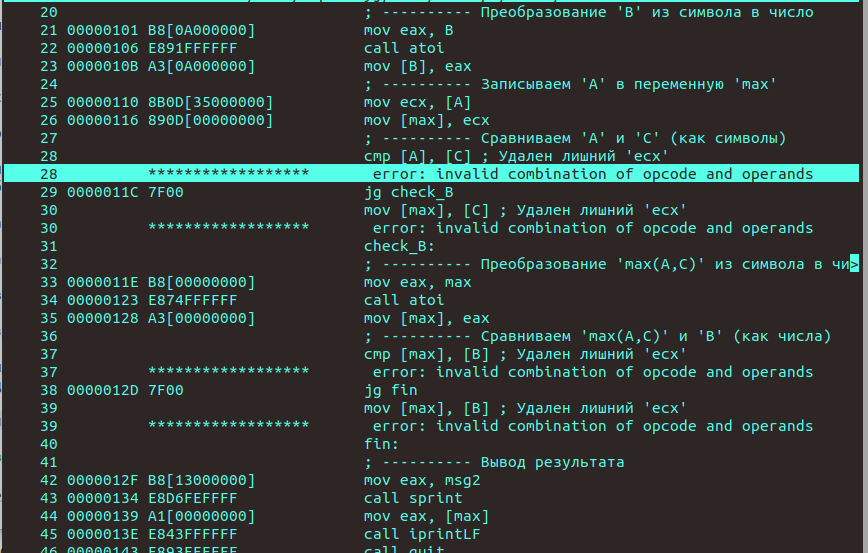 20 ; ---------- Преобразование 'B' из символа в число
21 00000101 B8[0A000000] mov eax, B
22 00000106 E891FFFFFF call atoi
23 0000010B A3[0A000000] mov [B], eax
24 ; ---------- Записываем 'A' в переменную 'max'
25 00000110 8B0D[35000000] mov ecx, [A]
26 00000116 890D[00000000] mov [max], ecx
27 ; ---------- Сравниваем 'A' и 'C' (как символы)
28 cmp [A], [C] ; Удален лишний 'ecx'
28 ****************** error: invalid combination of opcode and operands
29 0000011C 7F00 jg check_B
30 mov [max], [C] ; Удален лишний 'ecx'
30 ****************** error: invalid combination of opcode and operands
31 check_B:
32 ; ---------- Преобразование 'max(A,C)' из символа в чи>
33 0000011E B8[00000000] mov eax, max
34 00000123 E874FFFFFF call atoi
35 00000128 A3[00000000] mov [max], eax
36 ; ---------- Сравниваем 'max(A,C)' и 'B' (как числа)
37 cmp [max], [B] ; Удален лишний 'ecx'
37 ****************** error: invalid combination of opcode and operands
38 0000012D 7F00 jg fin
39 mov [max], [B] ; Удален лишний 'ecx'
39 ****************** error: invalid combination of opcode and operands
40 fin:
41 ; ---------- Вывод результата
42 0000012F B8[13000000] mov eax, msg2
43 00000134 E8D6FEFFFF call sprint
44 00000139 A1[00000000] mov eax, [max]
45 0000013E E843FFFFFF call iprintLF
46 00000143 E893FFFFFF call quit